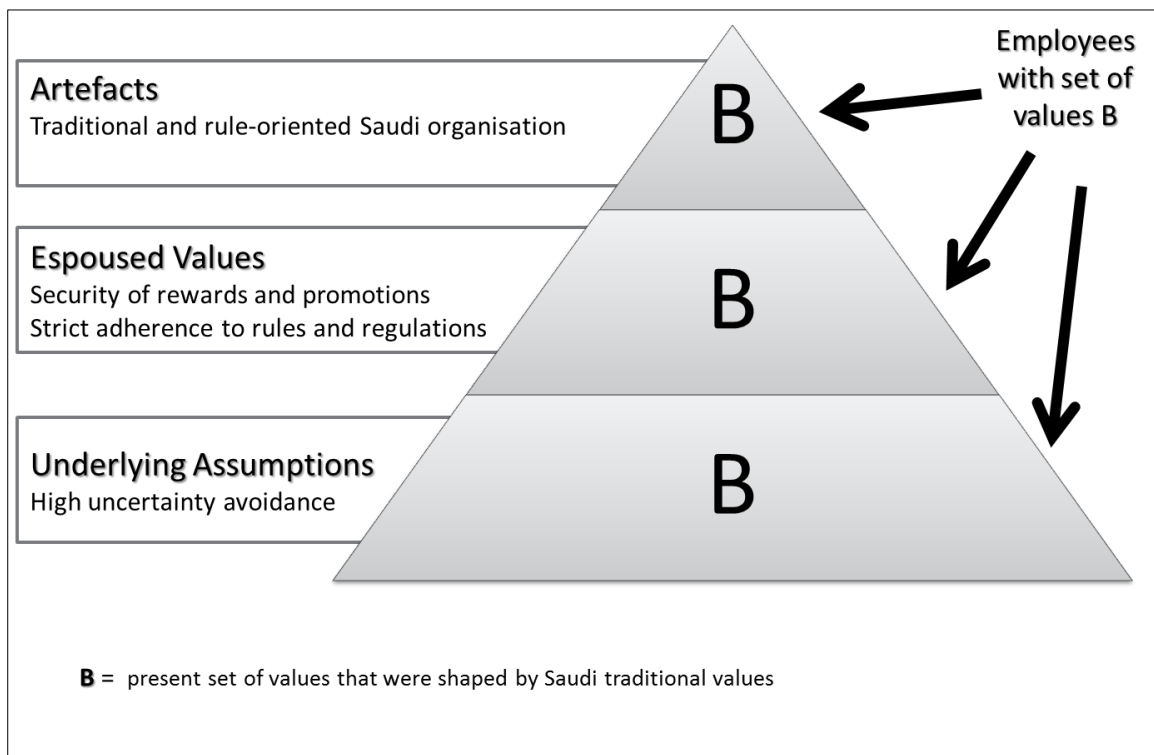 Artefacts
Traditional and rule-oriented Saudi organisation
B
Employees
with set of
values B
Espoused Values
Security of rewards and promotions
Strict adherence to rules and regulations
B
Underlying Assumptions
High uncertainty avoidance
B
B = present set of values that were shaped by Saudi traditional values